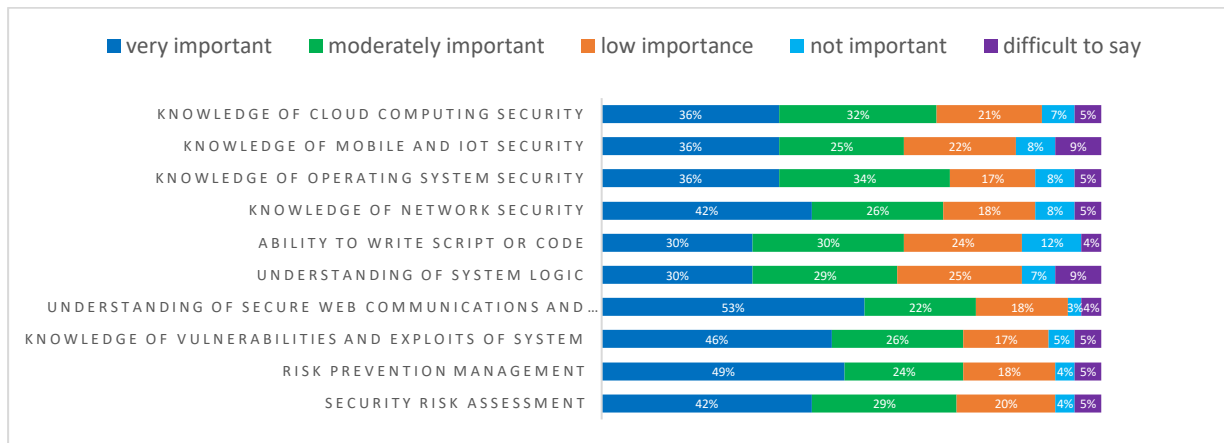 very important moderately important low importance not important difficult to say
KNOWLEDGE OF CLOUD COMPUTING SECURITY 36% 32% 21% 7% 5%
KNOWLEDGE OF MOBILE AND IOT SECURITY 36% 25% 22% 8% 9%
KNOWLEDGE OF OPERATING SYSTEM SECURITY 36% 34% 17% 8% 5%
KNOWLEDGE OF NETWORK SECURITY 42% 26% 18% 8% 5%
ABILITY TO WRITE SCRIPT OR CODE 30% 30% 24% 12% 4%
UNDERSTANDING OF SYSTEM LOGIC 30% 29% 25% 7% 9%
UNDERSTANDING OF SECURE WEB COMMUNICATIONS AND … 53% 22% 18% 3% 4%
KNOWLEDGE OF VULNERABILITIES AND EXPLOITS OF SYSTEM 46% 26% 17% 5% 5%
RISK PREVENTION MANAGEMENT 49% 24% 18% 4% 5%
SECURITY RISK ASSESSMENT 42% 29% 20% 4% 5%